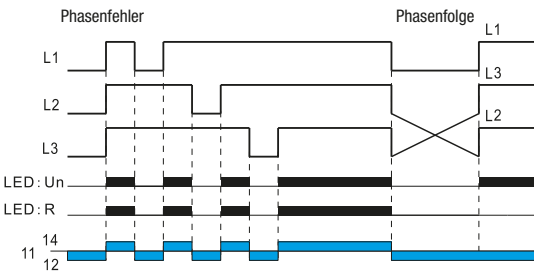 Phasenfehler
Phasenfolge
L1
L1
L3
L2
L2
L3
LED: Un
LED: R
11
14
12